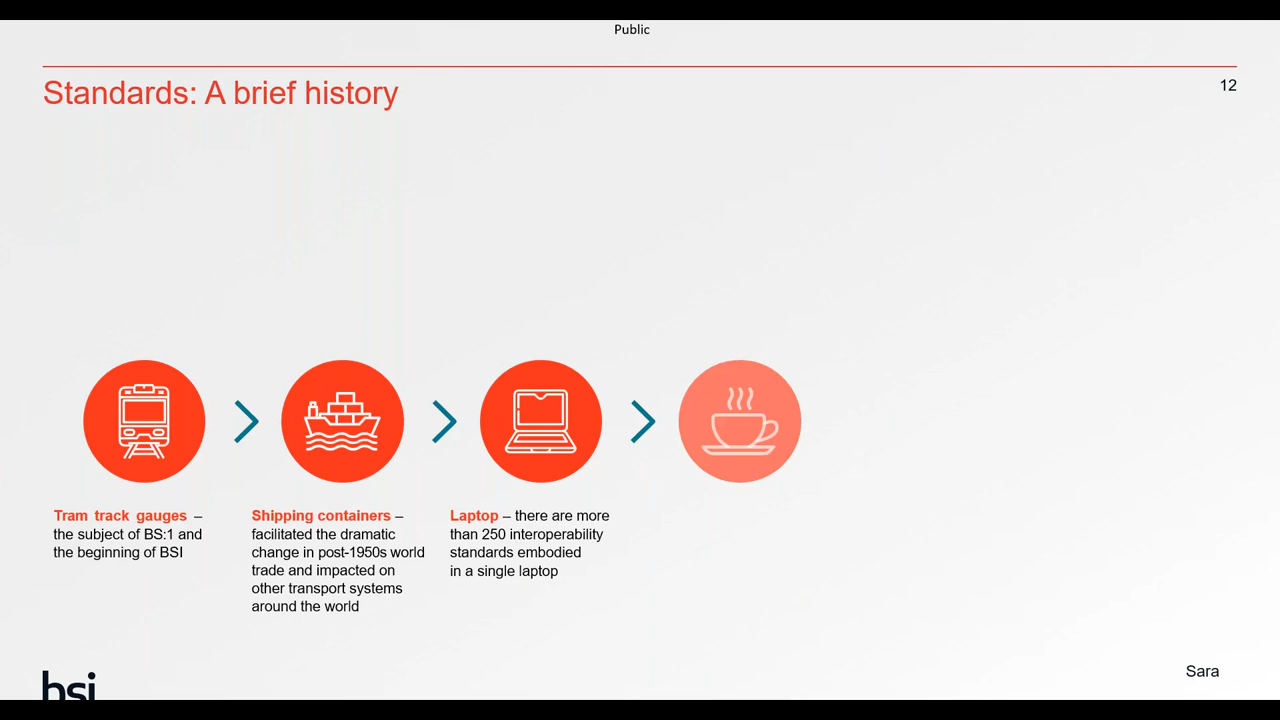 Public
Standards: A brief history
12
Tram track gauges –
the subject of BS:1 and
the beginning of BSI
Shipping containers –
facilitated the dramatic
change in post-1950s world
trade and impacted on
other transport systems
around the world
Laptop – there are more
than 250 interoperability
standards embodied
in a single laptop
Sara
bsi